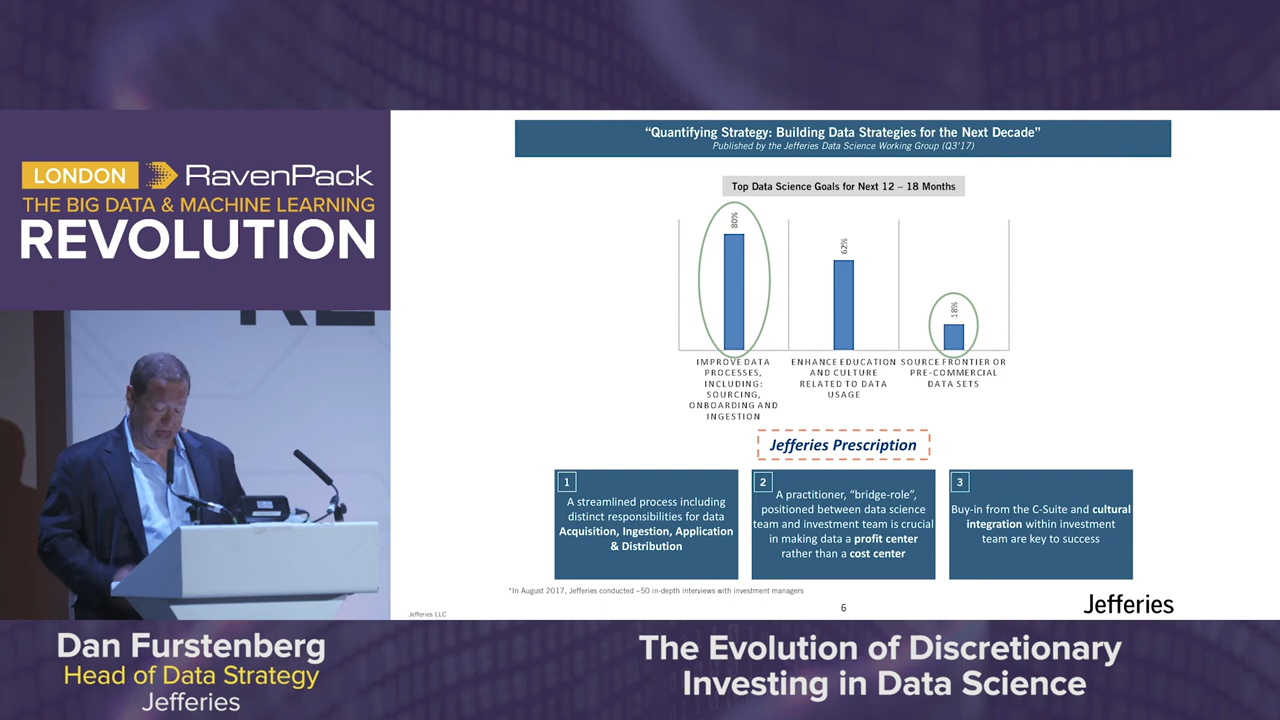 LONDON RavenPack
THE BIG DATA & MACHINE LEARNING
REVOLUTION
“Quantifying Strategy: Building Data Strategies for the Next Decade”
Published by the Jefferies Data Science Working Group (Q3'17)
Top Data Science Goals for Next 12 – 18 Months
80%
62%
18%
IMPROVE DATA
PROCESSES,
INCLUDING:
SOURCING,
ONBOARDING AND
INGESTION
ENHANCE EDUCATION
AND CULTURE
RELATED TO DATA
USAGE
SOURCE FRONTIER OR
PRE-COMMERCIAL
DATA SETS
Jefferies Prescription
1
A streamlined process including
distinct responsibilities for data
Acquisition, Ingestion, Application
& Distribution
2
A practitioner, “bridge-role”,
positioned between data science
team and investment team is crucial
in making data a profit center
rather than a cost center
3
Buy-in from the C-Suite and cultural
integration within investment
team are key to success
*In August 2017, Jefferies conducted ~50 in-depth interviews with investment managers
Jefferies LLC
6
Jefferies
Dan Furstenberg
Head of Data Strategy
Jefferies
The Evolution of Discretionary
Investing in Data Science